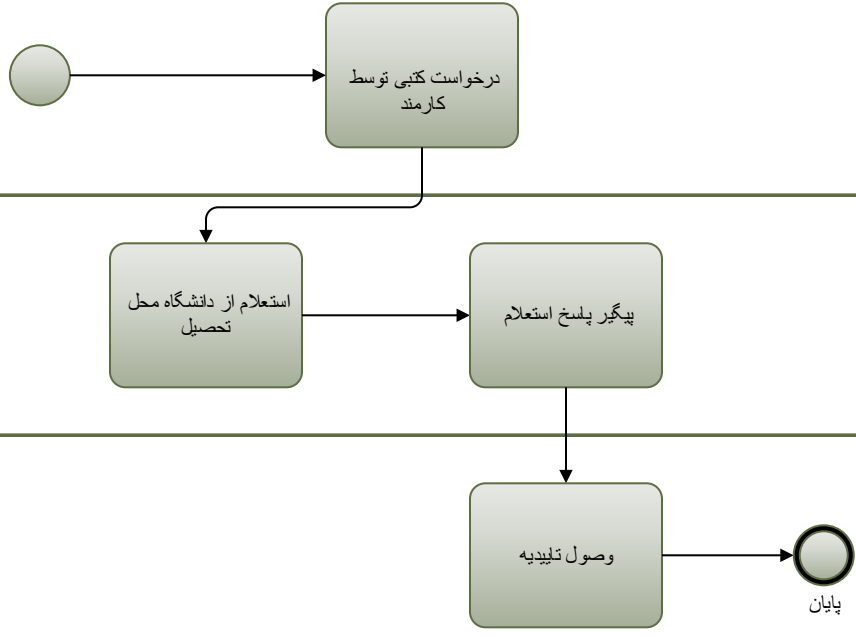 درخواست کتبی توسط
کارمند
استعلام از دانشگاه محل
تحصیل
پیگیر پاسخ استعلام
وصول تاییدیه
پایان